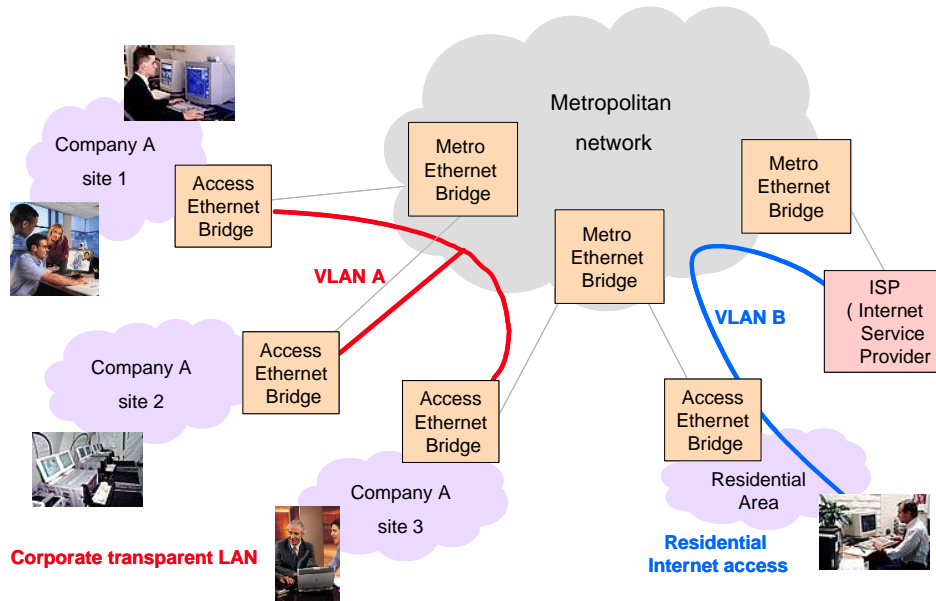 Metropolitan
network
Company A
site 1
Access
Ethernet
Bridge
Metro
Ethernet
Bridge
Metro
Ethernet
Bridge
Metro
Ethernet
Bridge
VLAN A
VLAN B
ISP
( Internet
Service
Provider
Company A
site 2
Access
Ethernet
Bridge
Access
Ethernet
Bridge
Access
Ethernet
Bridge
Company A
site 3
Residential
Area
Corporate transparent LAN
Residential
Internet access